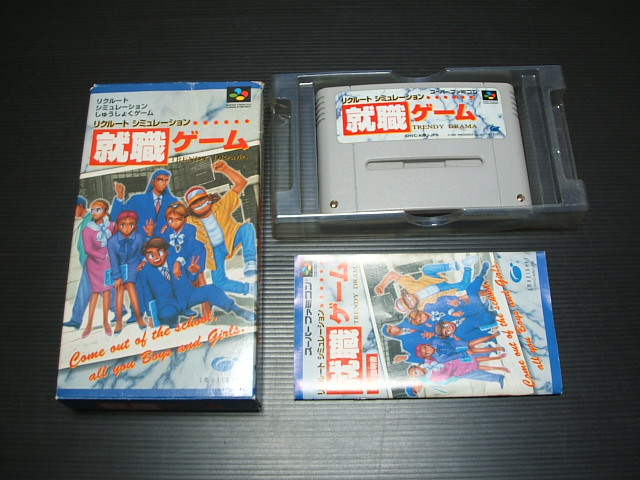 リクルート
シミュレーション
しゅうしょくゲーム
リクルート シミュレーション
就職ゲーム
TRENDY DRAMA
Come out of the school,
all you Boys and Girls.
リクルート シミュレーション
スーパーファミコン
就職ゲーム
TRENDY DRAMA
スーパーファミコン
リクルート シミュレーション
就職ゲーム
TRENDY DRAMA
Come out of the school,
all you Boys and Girls.